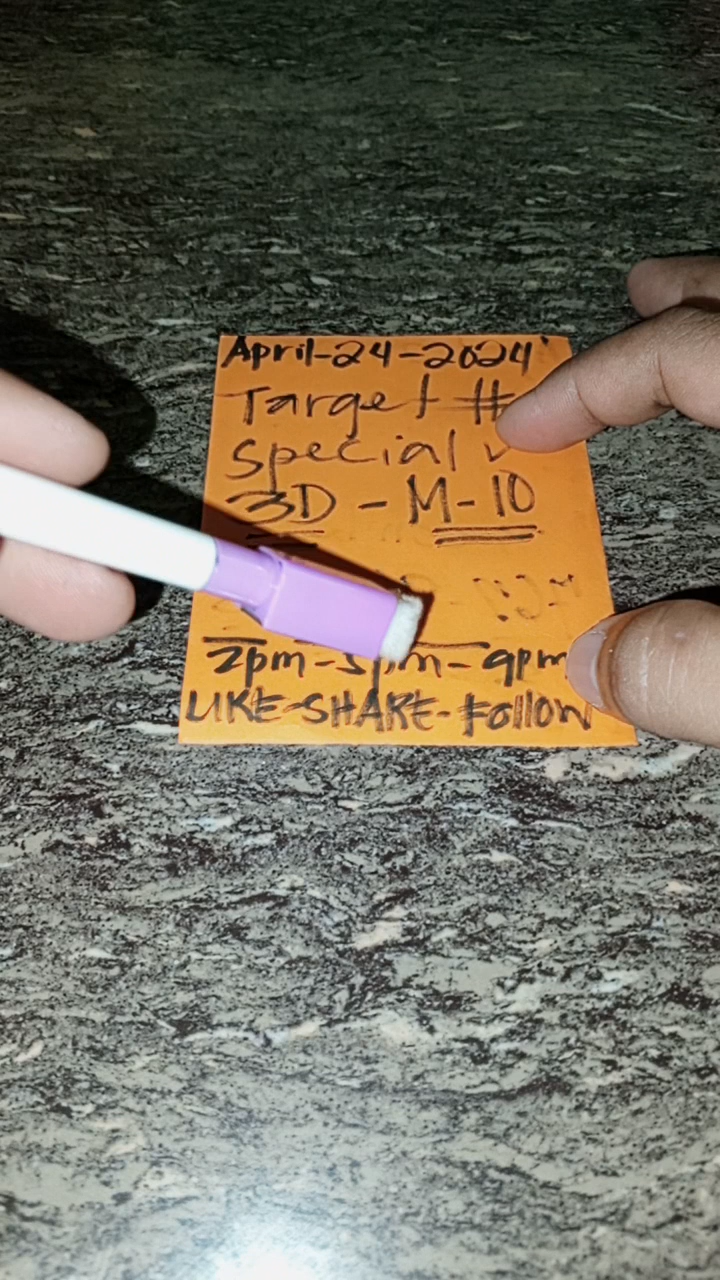 April-24-2024
Target #
Special
3D - M-10
2pm-5pm-9pm
LIKE-SHARE-Follow